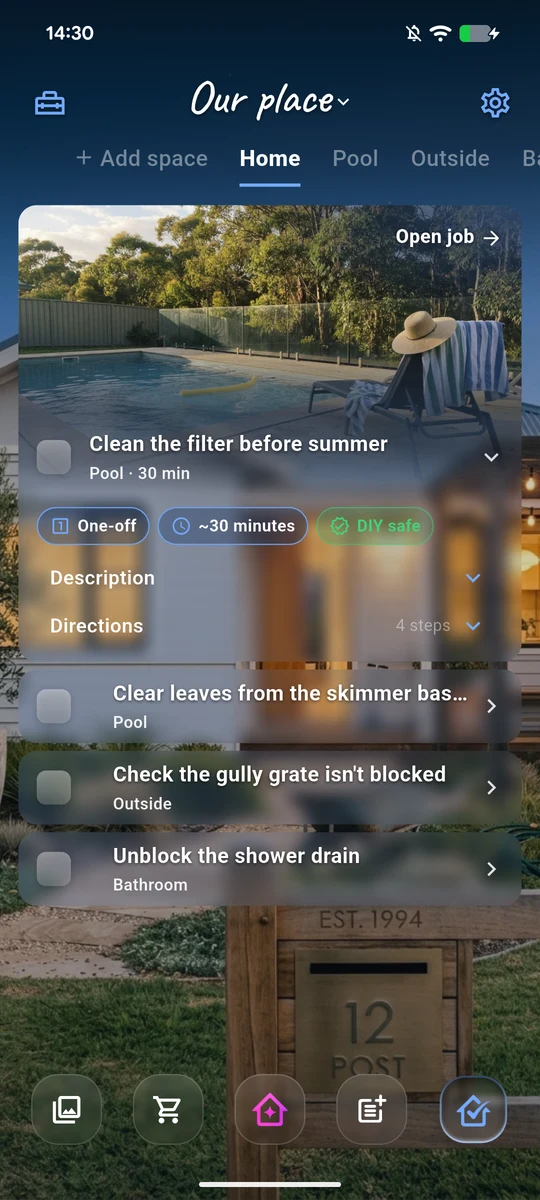 14:30
Our place
+ Add space
Home
Pool
Outside
Ba
Open job →
Clean the filter before summer
Pool · 30 min
1 One-off
~30 minutes
DIY safe
Description
Directions
4 steps
Clear leaves from the skimmer bas...
Pool
Check the gully grate isn't blocked
Outside
Unblock the shower drain
Bathroom
EST. 1994
12
POST